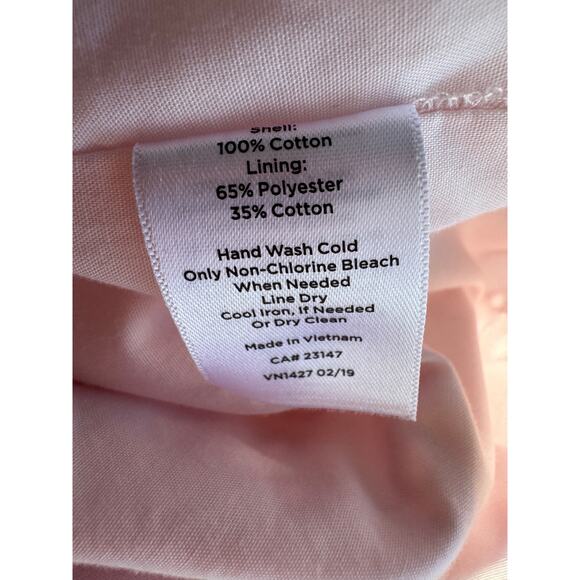 Shell:
100% Cotton
Lining:
65% Polyester
35% Cotton
Hand Wash Cold
Only Non-Chlorine Bleach
When Needed
Line Dry
Cool Iron, If Needed
Or Dry Clean
Made in Vietnam
CA# 23147
VN1427 02/19